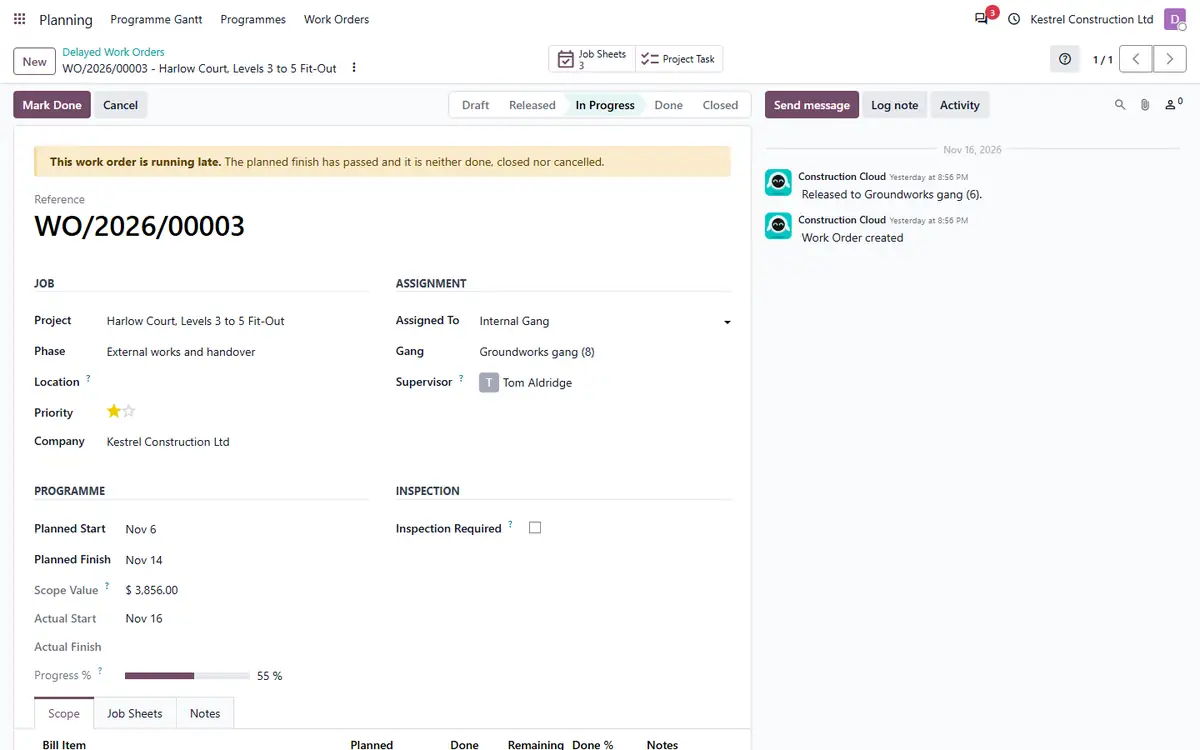 Planning Programme Gantt Programmes Work Orders 3 Kestrel Construction Ltd D
New Delayed Work Orders
WO/2026/00003 - Harlow Court, Levels 3 to 5 Fit-Out
Job Sheets
3
Project Task
1 / 1
Mark Done Cancel Draft Released In Progress Done Closed
Send message Log note Activity 0
This work order is running late. The planned finish has passed and it is neither done, closed nor cancelled.
Reference
WO/2026/00003
JOB
Project Harlow Court, Levels 3 to 5 Fit-Out
Phase External works and handover
Location ?
Priority
Company Kestrel Construction Ltd
ASSIGNMENT
Assigned To Internal Gang
Gang Groundworks gang (8)
Supervisor ? T Tom Aldridge
PROGRAMME
Planned Start Nov 6
Planned Finish Nov 14
Scope Value ? $ 3,856.00
Actual Start Nov 16
Actual Finish
Progress % ? 55 %
INSPECTION
Inspection Required ?
Scope Job Sheets Notes
Bill Item Planned Done Remaining Done % Notes
Nov 16, 2026
Construction Cloud Yesterday at 8:56 PM
Released to Groundworks gang (6).
Construction Cloud Yesterday at 8:56 PM
Work Order created